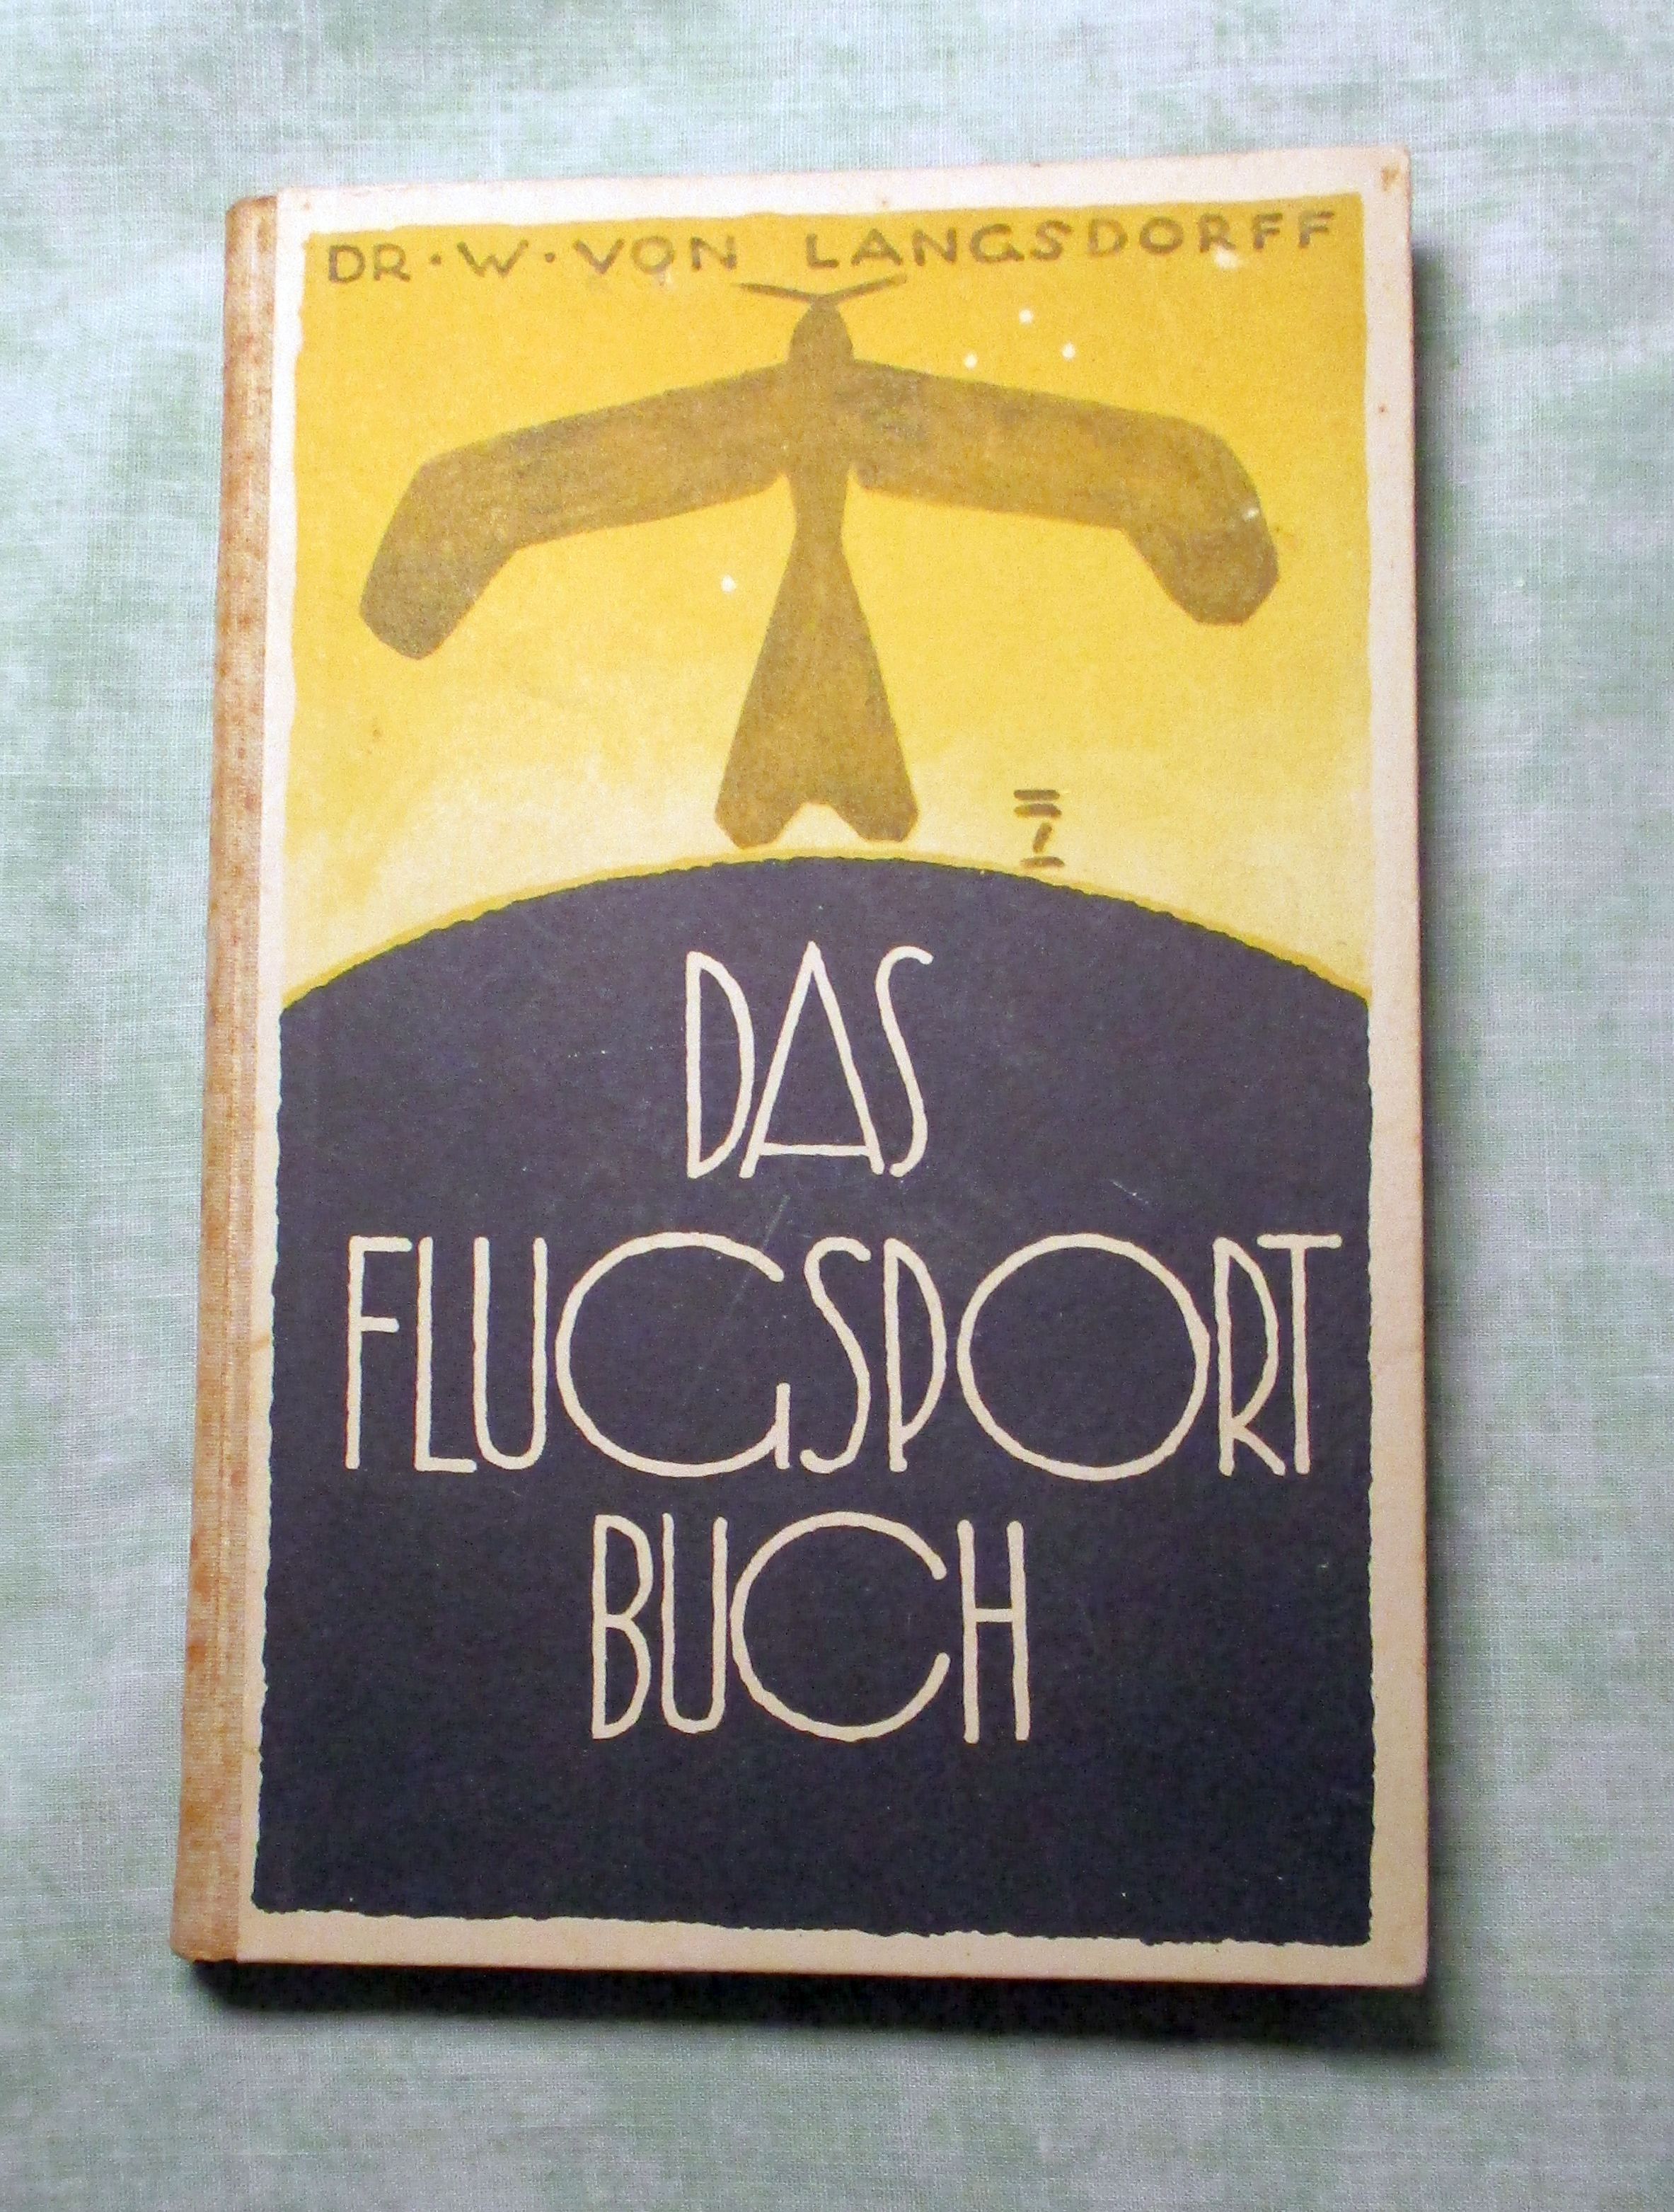 DR · W · VON LANGSDORFF
DAS
FLUGSPORT
BUCH